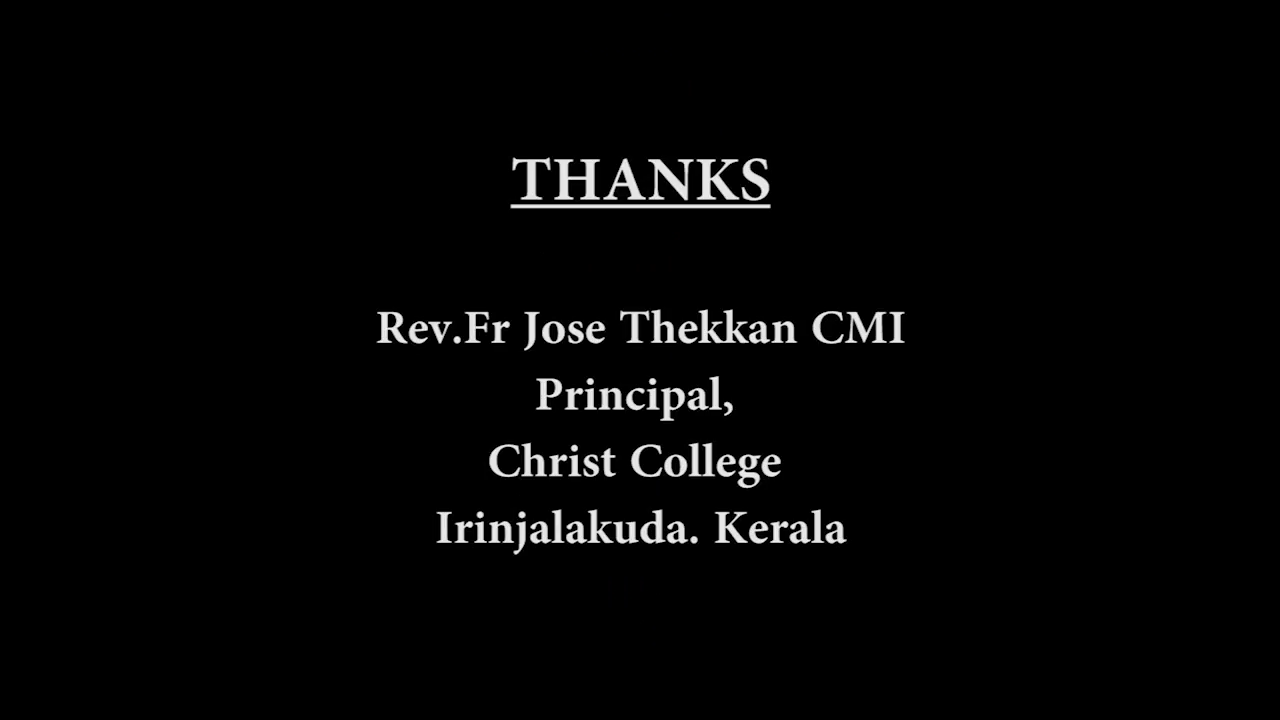 THANKS
Rev.Fr Jose Thekkan CMI
Principal,
Christ College
Irinjalakuda. Kerala